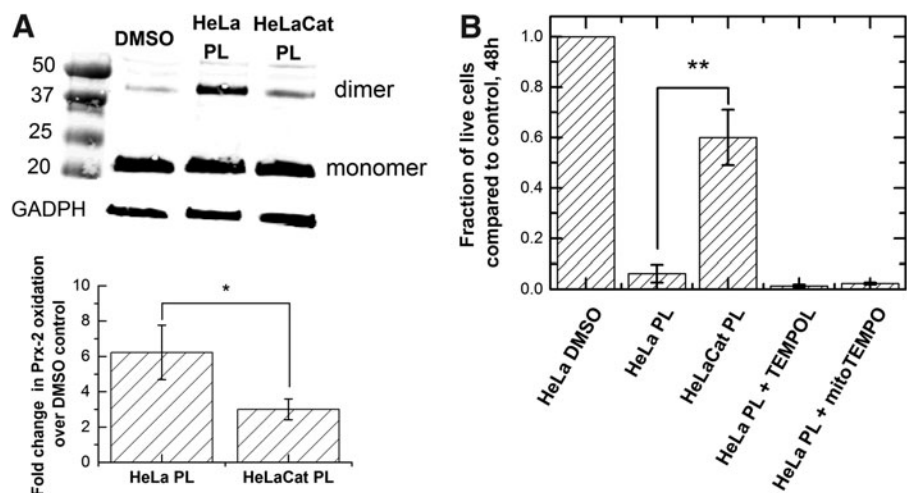 A
DMSO
HeLa
PL
HeLaCat
PL
50
37
25
20
dimer
monomer
GADPH
Fold change in Prx-2 oxidation
over DMSO control
10
8
6
4
2
0
*
HeLa PL
HeLaCat PL
B
Fraction of live cells
compared to control, 48h
1.0
0.8
0.6
0.4
0.2
0.0
**
HeLa DMSO
HeLa PL
HeLaCat PL
HeLa PL + TEMPOL
HeLa PL + mitoTEMPO